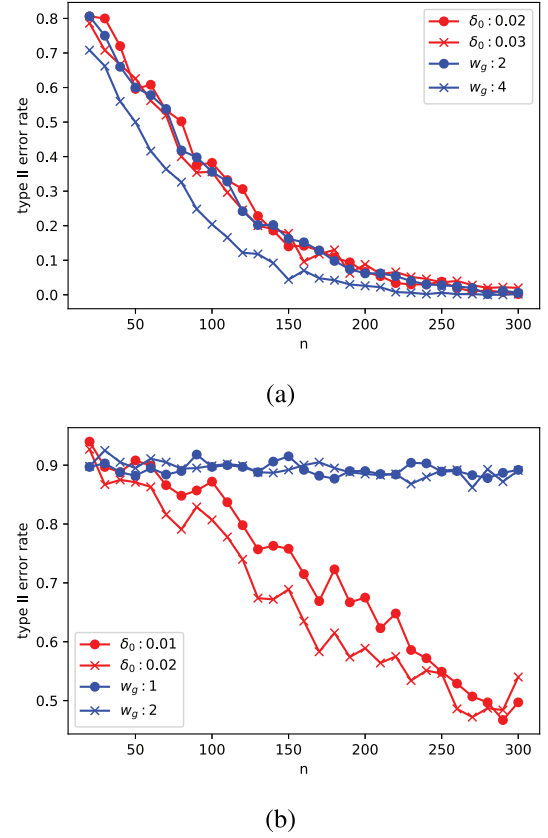 0.8
0.7
0.6
0.5
0.4
0.3
0.2
0.1
0.0
type II error rate
δ₀ : 0.02
δ₀ : 0.03
w_g : 2
w_g : 4
50 100 150 200 250 300
n
(a)
0.9
0.8
0.7
0.6
0.5
type II error rate
δ₀ : 0.01
δ₀ : 0.02
w_g : 1
w_g : 2
50 100 150 200 250 300
n
(b)